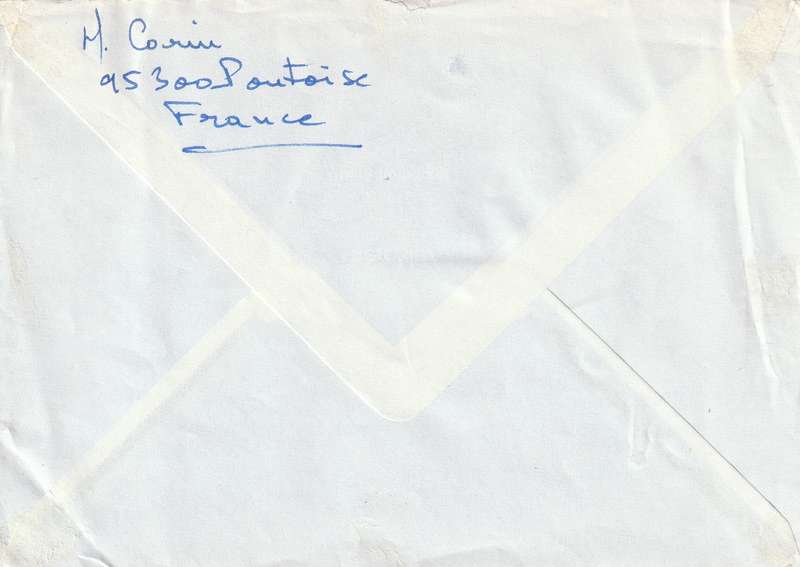 M. Corin
95300 Pontoise
France